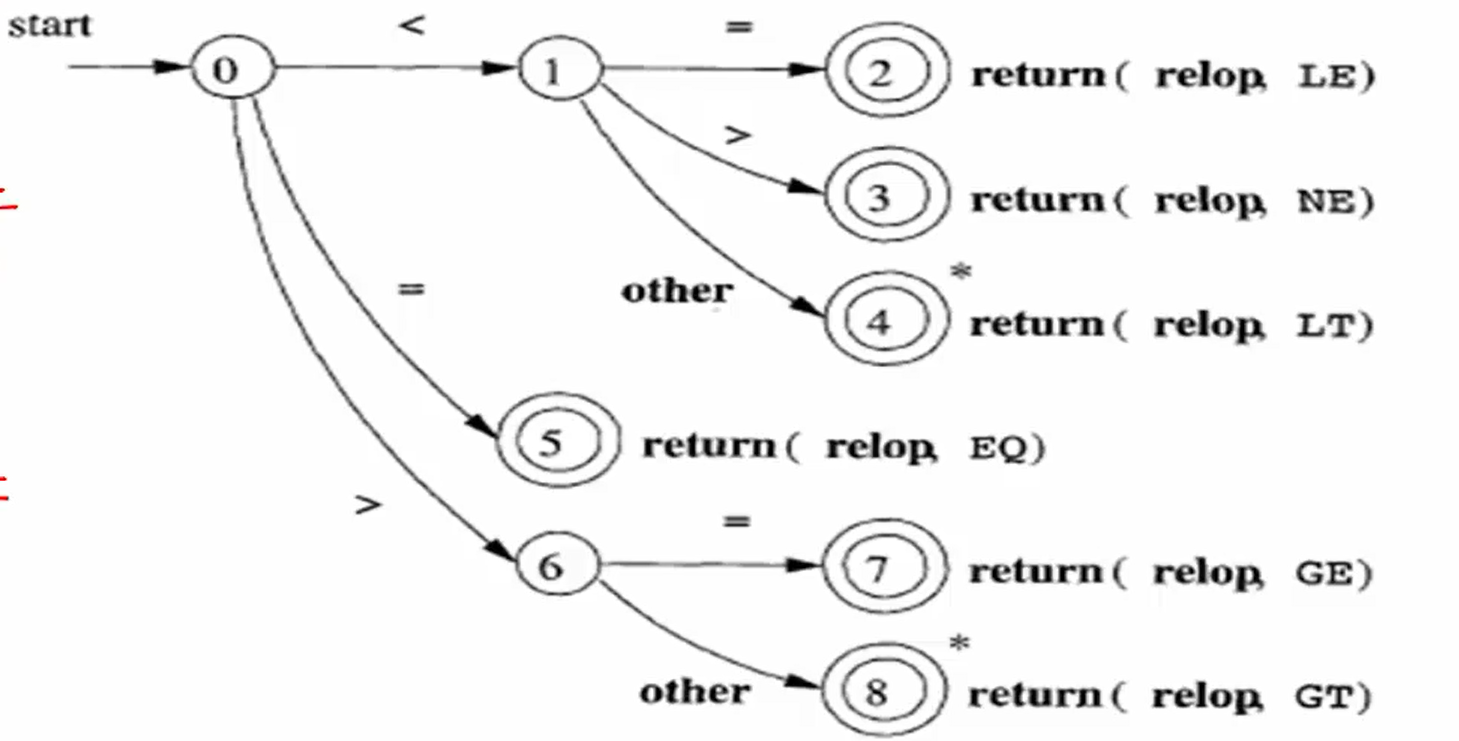 start
<
=
0
1
2
return( relop, LE)
>
3
return( relop, NE)
*
=
other
4
return( relop, LT)
5
return( relop, EQ)
>
=
6
7
return( relop, GE)
*
other
8
return( relop, GT)